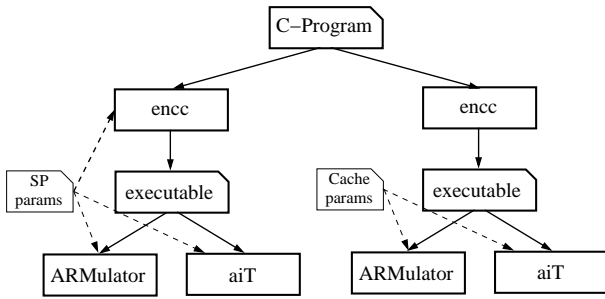 C−Program
encc
encc
SP
params
executable
Cache
params
executable
ARMulator
aiT
ARMulator
aiT